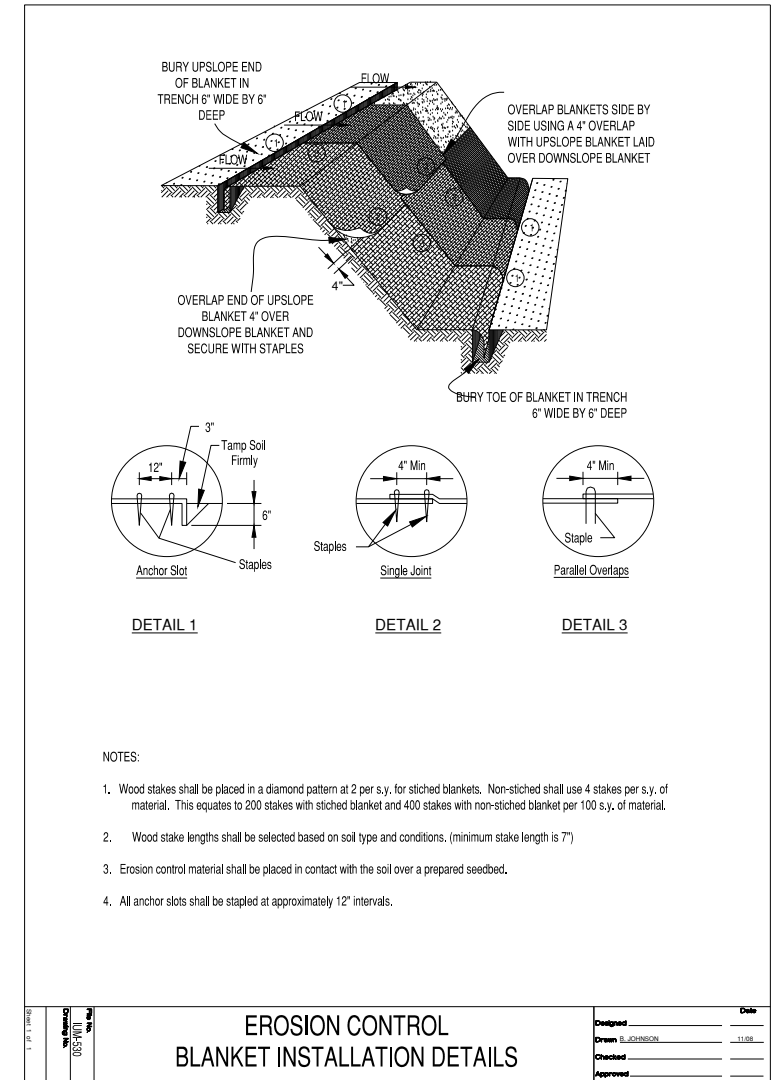 BURY UPSLOPE END
OF BLANKET IN
TRENCH 6" WIDE BY 6"
DEEP
FLOW
FLOW
FLOW
OVERLAP BLANKETS SIDE BY
SIDE USING A 4" OVERLAP
WITH UPSLOPE BLANKET LAID
OVER DOWNSLOPE BLANKET
4"
OVERLAP END OF UPSLOPE
BLANKET 4" OVER
DOWNSLOPE BLANKET AND
SECURE WITH STAPLES
BURY TOE OF BLANKET IN TRENCH
6" WIDE BY 6" DEEP
3"
12"
Tamp Soil
Firmly
6"
Staples
Anchor Slot
DETAIL 1
4" Min
Staples
Single Joint
DETAIL 2
4" Min
Staple
Parallel Overlaps
DETAIL 3
NOTES:
1. Wood stakes shall be placed in a diamond pattern at 2 per s.y. for stiched blankets. Non-stiched shall use 4 stakes per s.y. of
material. This equates to 200 stakes with stiched blanket and 400 stakes with non-stiched blanket per 100 s.y. of material.
2. Wood stake lengths shall be selected based on soil type and conditions. (minimum stake length is 7")
3. Erosion control material shall be placed in contact with the soil over a prepared seedbed.
4. All anchor slots shall be stapled at approximately 12" intervals.
Sheet 1 of 1
Drawing No.
IUM-530
File No.
EROSION CONTROL
BLANKET INSTALLATION DETAILS
Date
Designed
Drawn B. JOHNSON 11/08
Checked
Approved